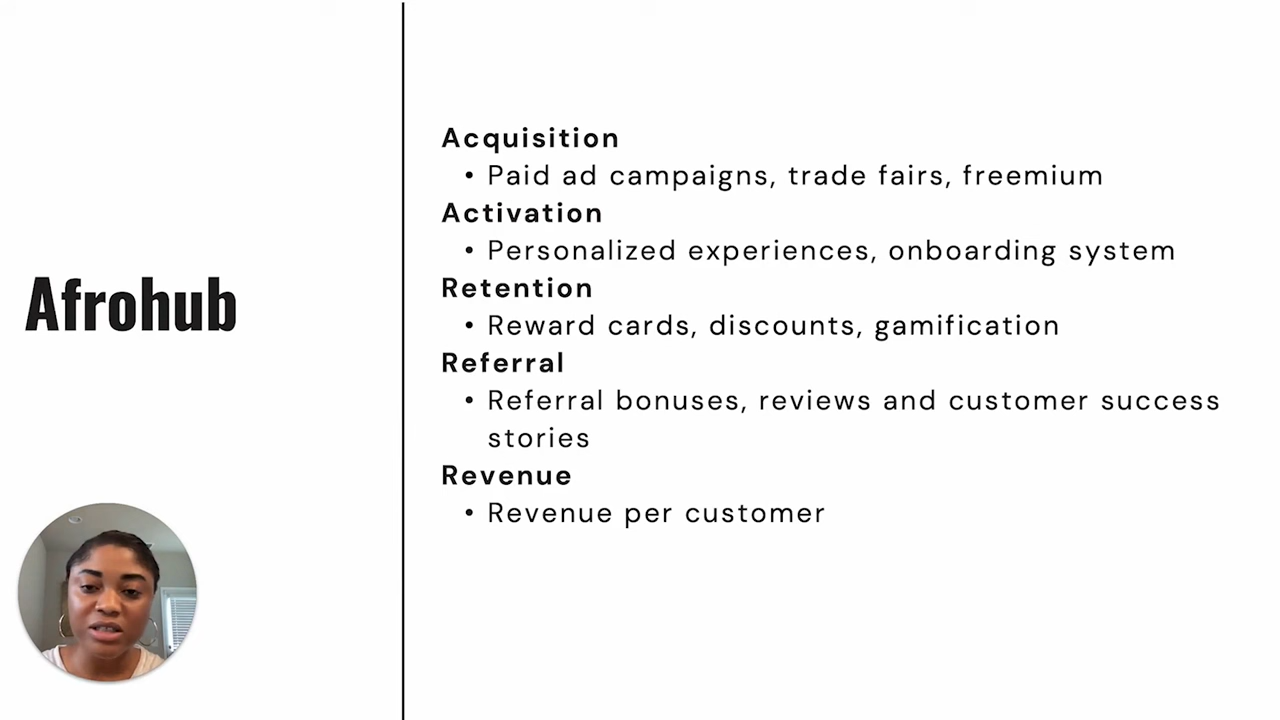 Afrohub
Acquisition
• Paid ad campaigns, trade fairs, freemium
Activation
• Personalized experiences, onboarding system
Retention
• Reward cards, discounts, gamification
Referral
• Referral bonuses, reviews and customer success
stories
Revenue
• Revenue per customer